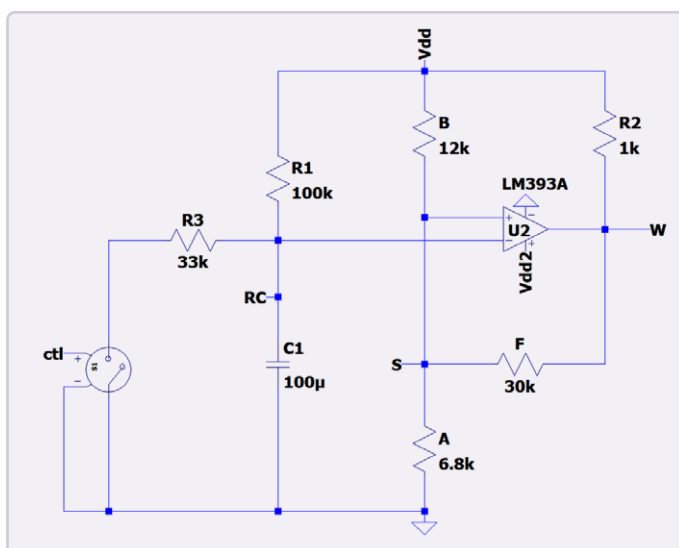 Vdd
B
12k
R2
1k
R1
100k
LM393A
+
-
U2
-
+
W
R3
33k
Vdd2
RC
ctl
+
-
S1
C1
100µ
S
F
30k
A
6.8k